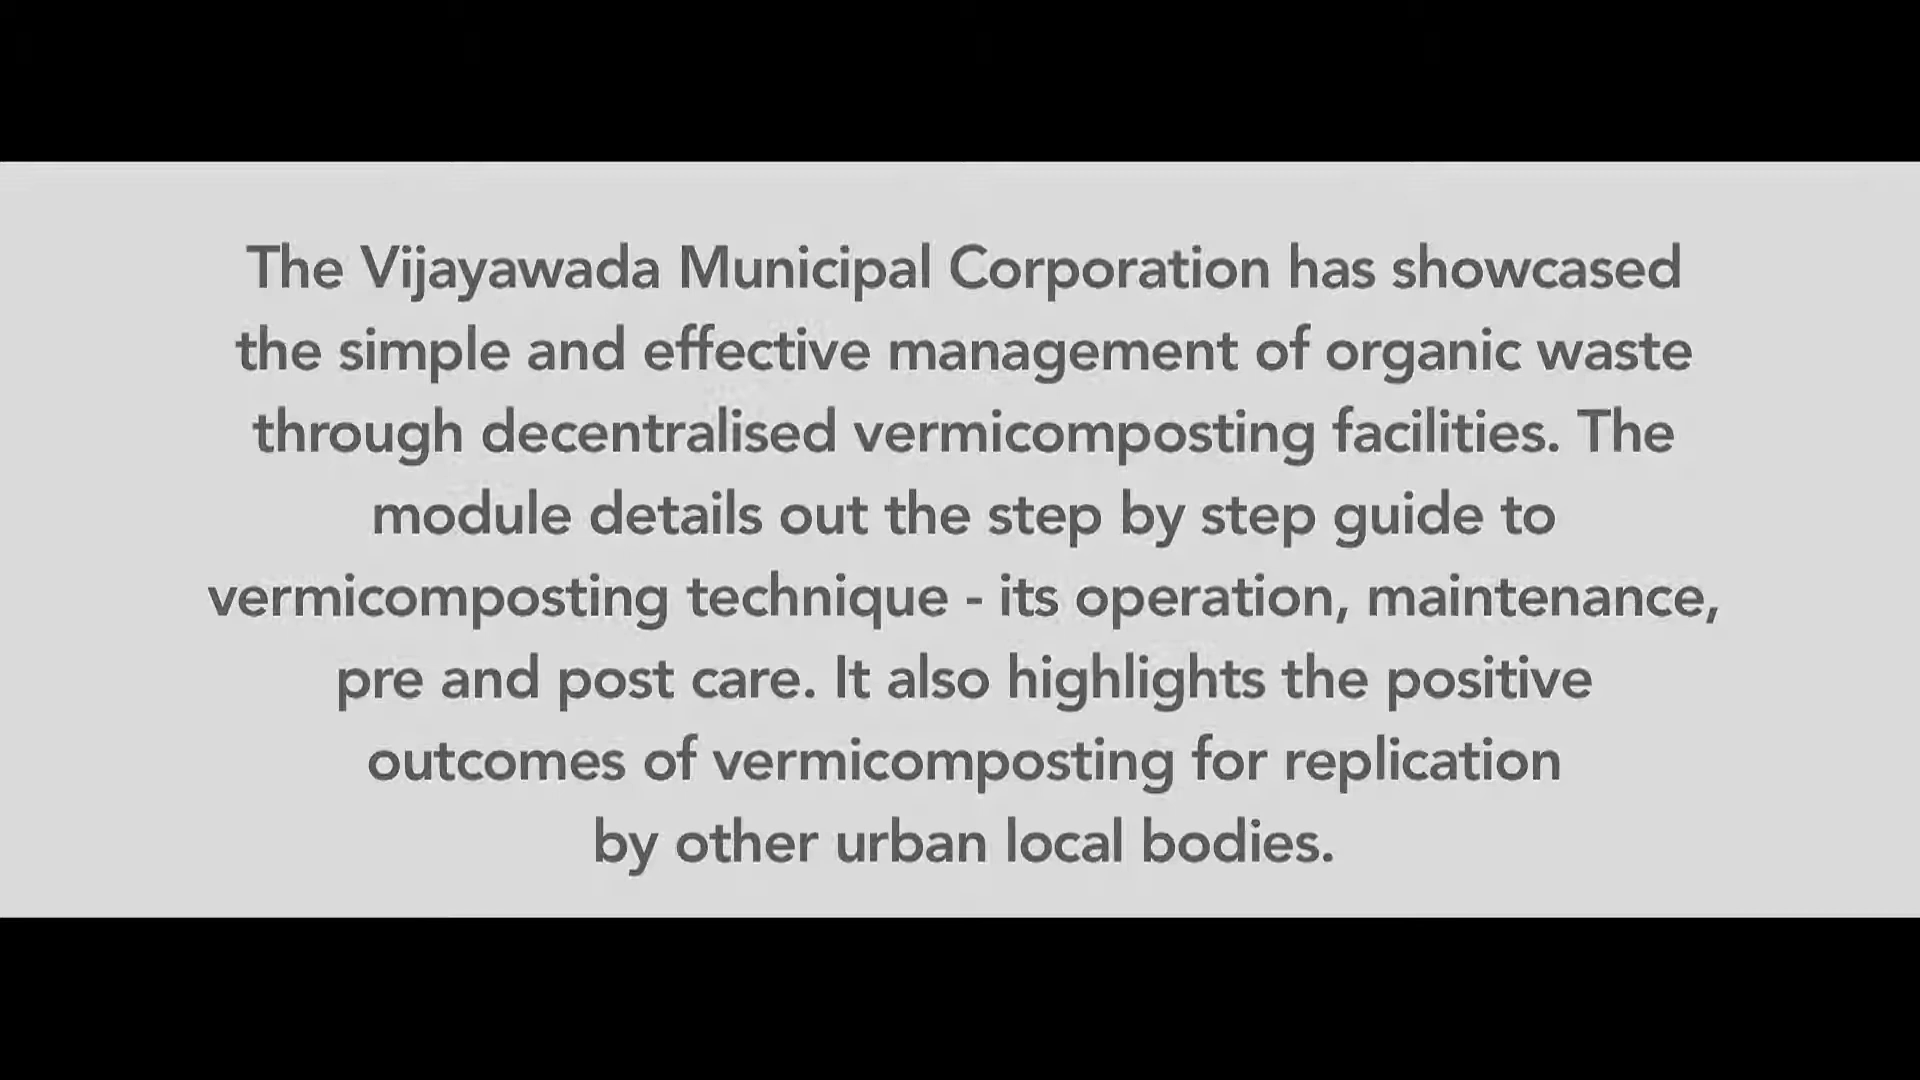 The Vijayawada Municipal Corporation has showcased
the simple and effective management of organic waste
through decentralised vermicomposting facilities. The
module details out the step by step guide to
vermicomposting technique - its operation, maintenance,
pre and post care. It also highlights the positive
outcomes of vermicomposting for replication
by other urban local bodies.